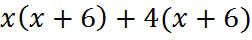 x(x + 6) + 4(x + 6)